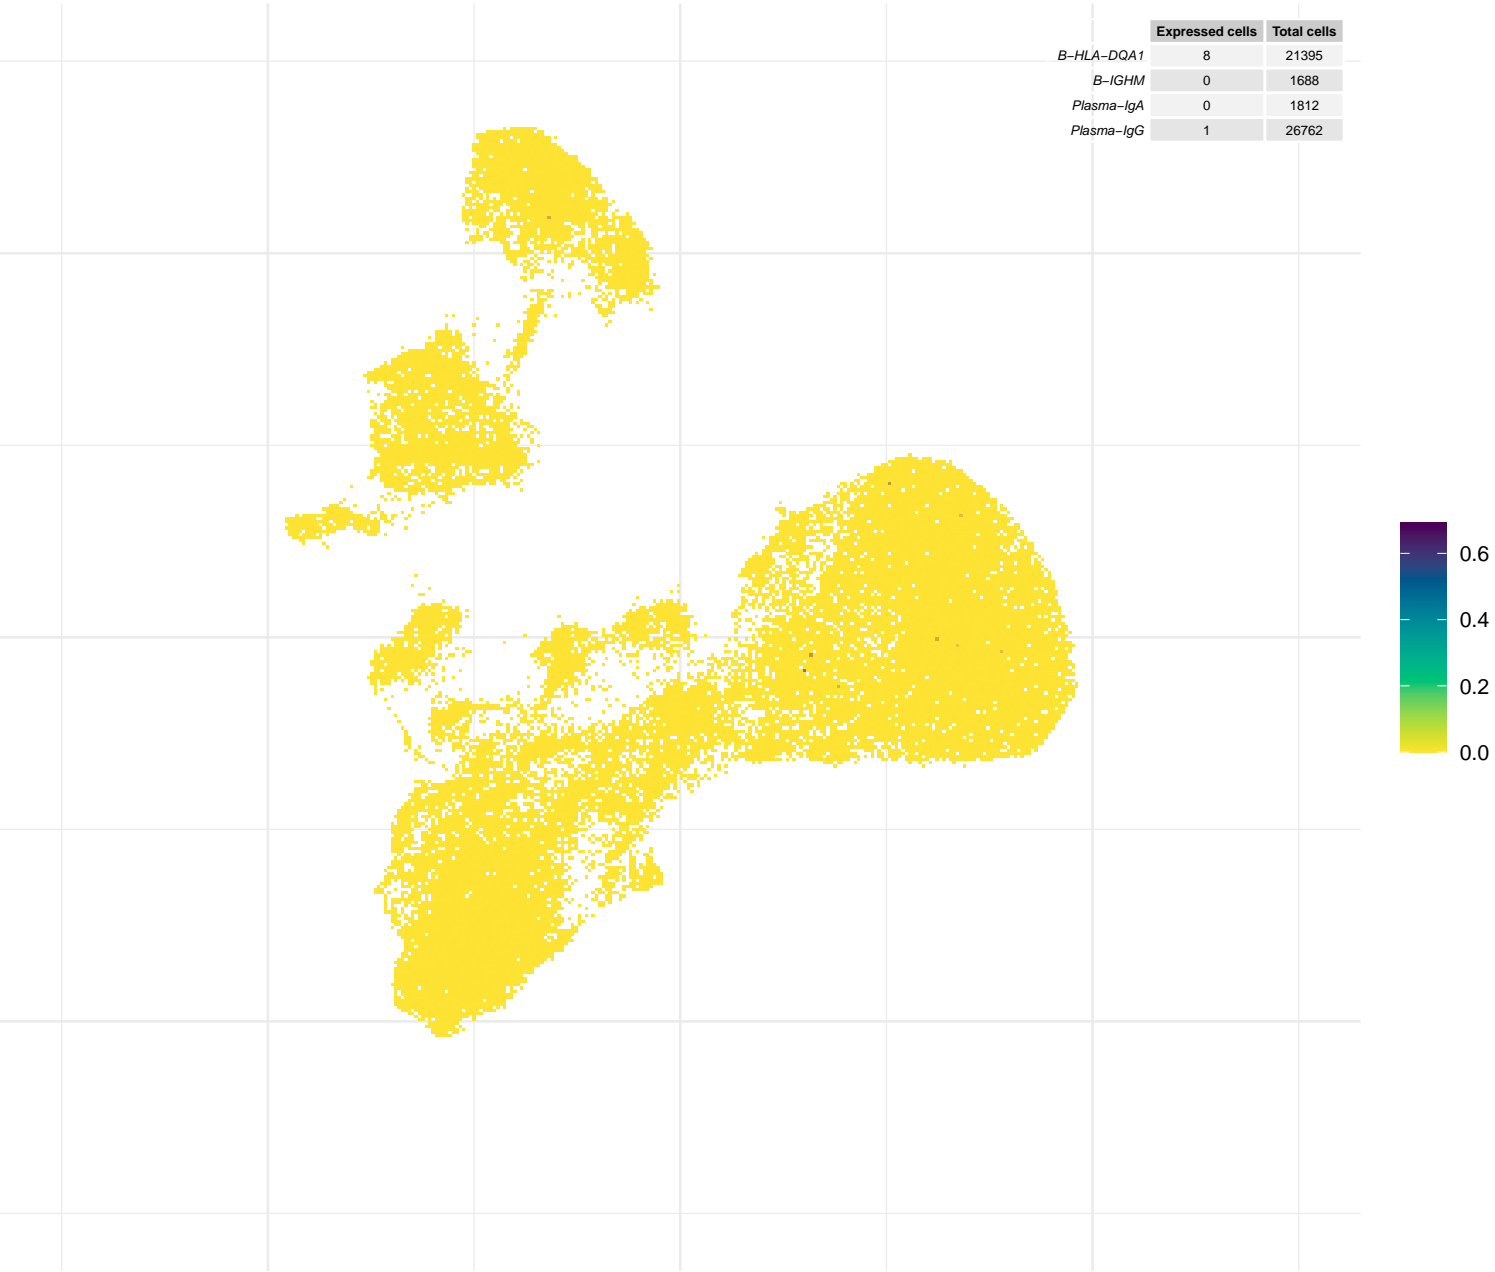 Expressed cells Total cells
B−HLA−DQA1 8 21395
B−IGHM 0 1688
Plasma−IgA 0 1812
Plasma−IgG 1 26762
0.6
0.4
0.2
0.0